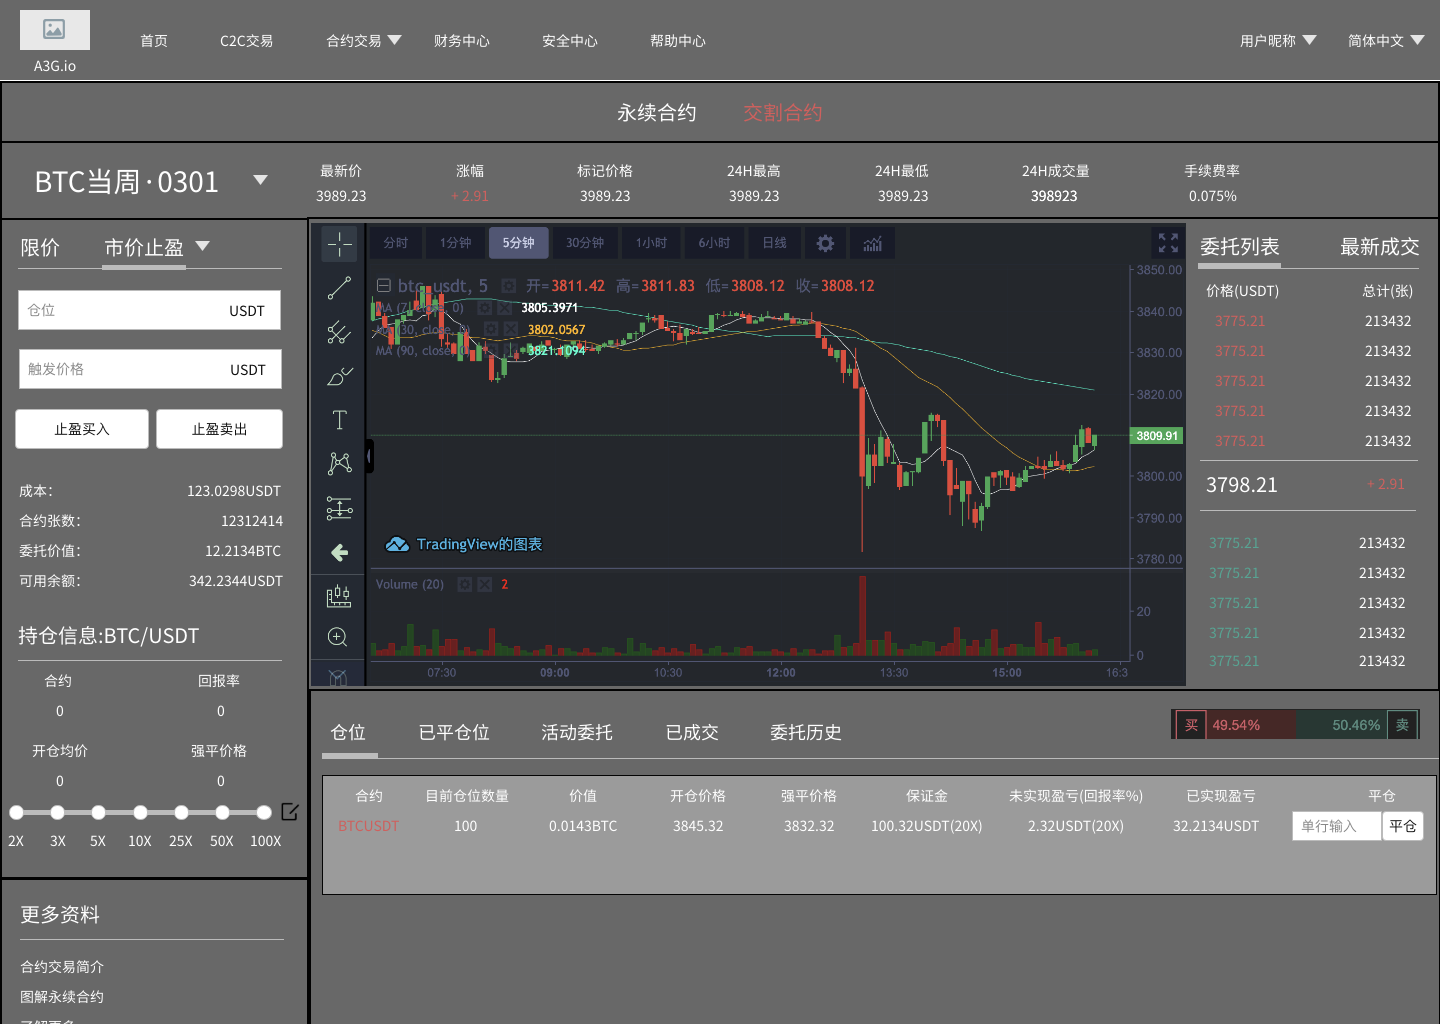 首页 C2C交易 合约交易 财务中心 安全中心 帮助中心 用户昵称 简体中文
A3G.io
永续合约 交割合约
BTC当周·0301
最新价 涨幅 标记价格 24H最高 24H最低 24H成交量 手续费率
3989.23 + 2.91 3989.23 3989.23 3989.23 398923 0.075%
限价 市价止盈
仓位 USDT
触发价格 USDT
止盈买入 止盈卖出
成本: 123.0298USDT
合约张数: 12312414
委托价值: 12.2134BTC
可用余额: 342.2344USDT
持仓信息:BTC/USDT
合约 回报率
0 0
开仓均价 强平价格
0 0
2X 3X 5X 10X 25X 50X 100X
更多资料
合约交易简介
图解永续合约
了解更多
分时 1分钟 5分钟 30分钟 1小时 6小时 日线
btc_usdt, 5 开=3811.42 高=3811.83 低=3808.12 收=3808.12
MA (7, close, 0) 3805.3971
MA (30, close, 0) 3802.0567
MA (90, close, 0) 3821.1094
3850.00
3840.00
3830.00
3820.00
3809.91
3800.00
3790.00
3780.00
TradingView的图表
Volume (20) 2
20
0
07:30 09:00 10:30 12:00 13:30 15:00 16:3
委托列表 最新成交
价格(USDT) 总计(张)
3775.21 213432
3775.21 213432
3775.21 213432
3775.21 213432
3775.21 213432
3798.21 + 2.91
3775.21 213432
3775.21 213432
3775.21 213432
3775.21 213432
3775.21 213432
仓位 已平仓位 活动委托 已成交 委托历史
买 49.54% 50.46% 卖
合约 目前仓位数量 价值 开仓价格 强平价格 保证金 未实现盈亏(回报率%) 已实现盈亏 平仓
BTCUSDT 100 0.0143BTC 3845.32 3832.32 100.32USDT(20X) 2.32USDT(20X) 32.2134USDT 单行输入 平仓